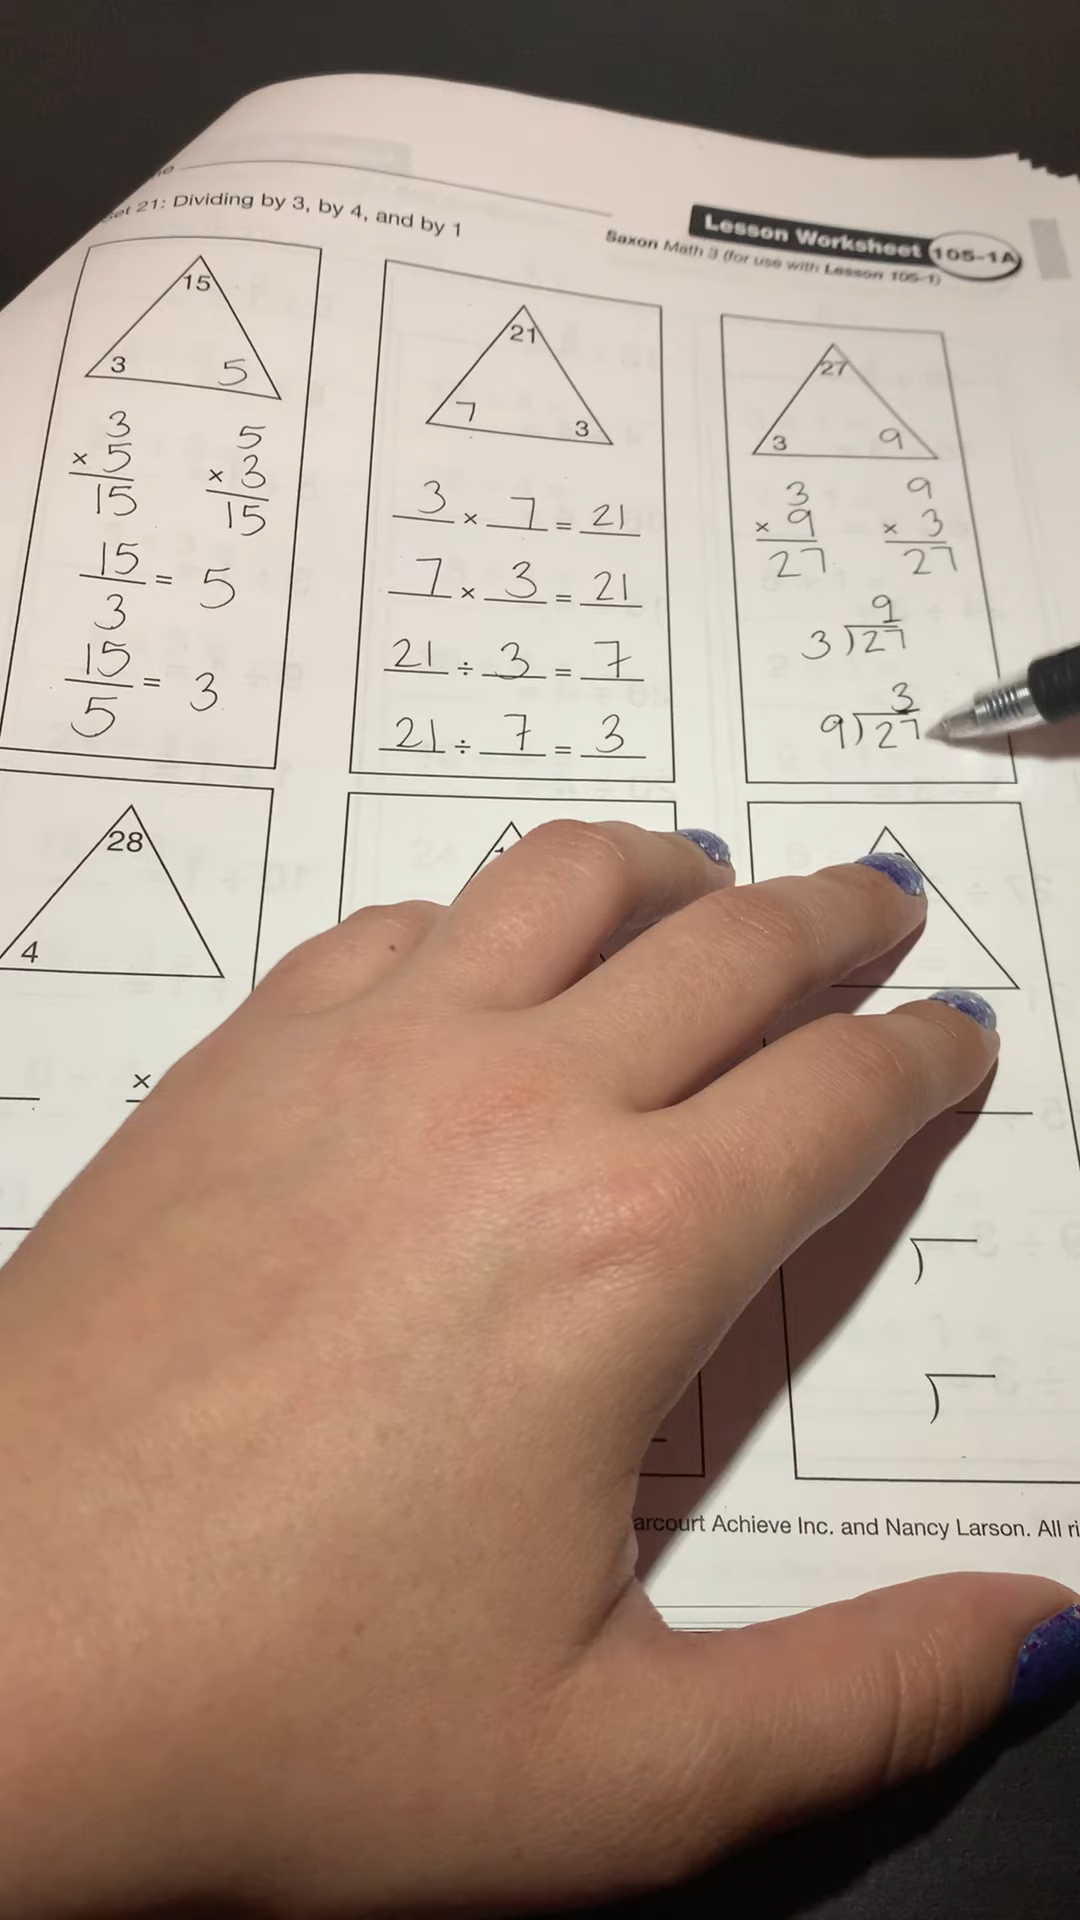 Set 21: Dividing by 3, by 4, and by 1
Lesson Worksheet 105-1A
Saxon Math 3 (for use with Lesson 105-1)
15
3 5
3 5
× 5 × 3
15 15
15
3 = 5
15
5 = 3
21
7 3
3 × 7 = 21
7 × 3 = 21
21 ÷ 3 = 7
21 ÷ 7 = 3
27
3 9
3 9
× 9 × 3
27 27
9
3)27
3
9)27
28
4
×
arcourt Achieve Inc. and Nancy Larson. All ri